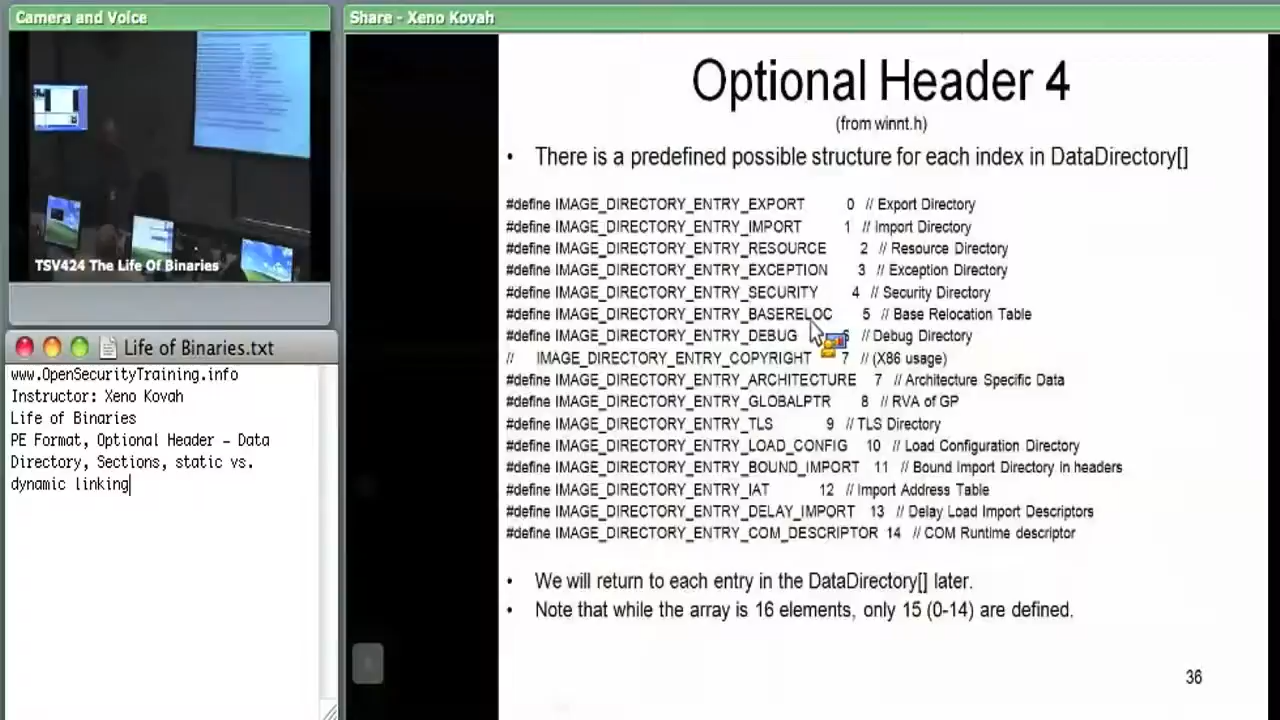 Camera and Voice
TSV424 The Life Of Binaries
Life of Binaries.txt
www.OpenSecurityTraining.info
Instructor: Xeno Kovah
Life of Binaries
PE Format, Optional Header – Data
Directory, Sections, static vs.
dynamic linking
Share - Xeno Kovah
Optional Header 4
(from winnt.h)
• There is a predefined possible structure for each index in DataDirectory[]
#define IMAGE_DIRECTORY_ENTRY_EXPORT 0 // Export Directory
#define IMAGE_DIRECTORY_ENTRY_IMPORT 1 // Import Directory
#define IMAGE_DIRECTORY_ENTRY_RESOURCE 2 // Resource Directory
#define IMAGE_DIRECTORY_ENTRY_EXCEPTION 3 // Exception Directory
#define IMAGE_DIRECTORY_ENTRY_SECURITY 4 // Security Directory
#define IMAGE_DIRECTORY_ENTRY_BASERELOC 5 // Base Relocation Table
#define IMAGE_DIRECTORY_ENTRY_DEBUG 6 // Debug Directory
// IMAGE_DIRECTORY_ENTRY_COPYRIGHT 7 // (X86 usage)
#define IMAGE_DIRECTORY_ENTRY_ARCHITECTURE 7 // Architecture Specific Data
#define IMAGE_DIRECTORY_ENTRY_GLOBALPTR 8 // RVA of GP
#define IMAGE_DIRECTORY_ENTRY_TLS 9 // TLS Directory
#define IMAGE_DIRECTORY_ENTRY_LOAD_CONFIG 10 // Load Configuration Directory
#define IMAGE_DIRECTORY_ENTRY_BOUND_IMPORT 11 // Bound Import Directory in headers
#define IMAGE_DIRECTORY_ENTRY_IAT 12 // Import Address Table
#define IMAGE_DIRECTORY_ENTRY_DELAY_IMPORT 13 // Delay Load Import Descriptors
#define IMAGE_DIRECTORY_ENTRY_COM_DESCRIPTOR 14 // COM Runtime descriptor
• We will return to each entry in the DataDirectory[] later.
• Note that while the array is 16 elements, only 15 (0-14) are defined.
36